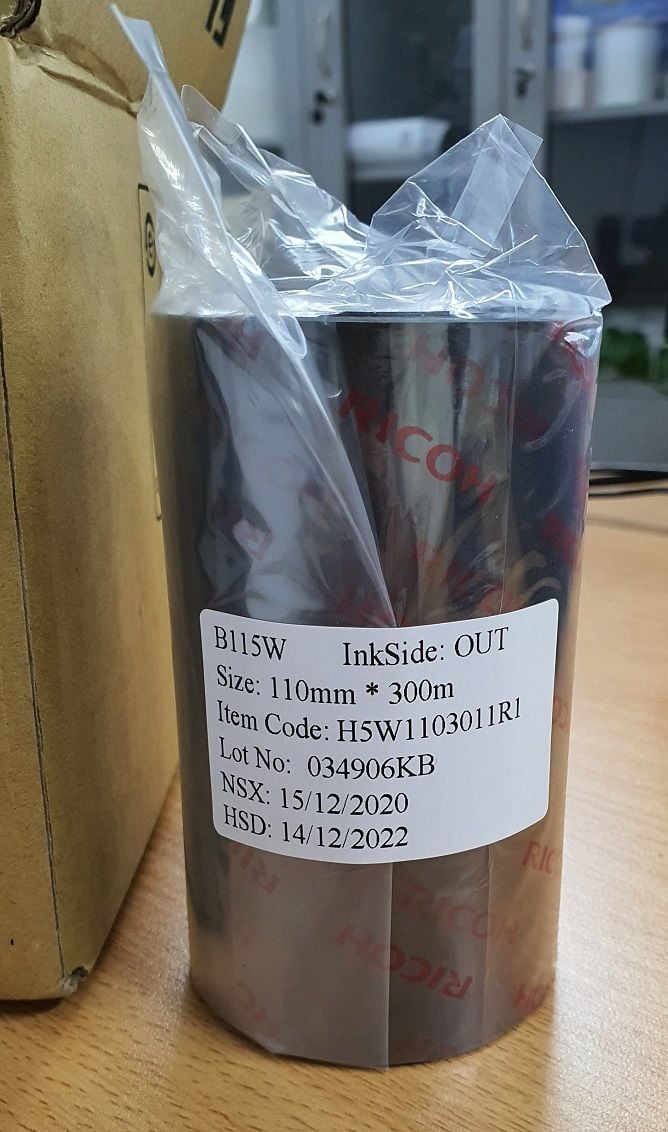 RICOH
RICOH
B115W InkSide: OUT
Size: 110mm * 300m
Item Code: H5W1103011R1
Lot No: 034906KB
NSX: 15/12/2020
HSD: 14/12/2022
RICOH
RICOH